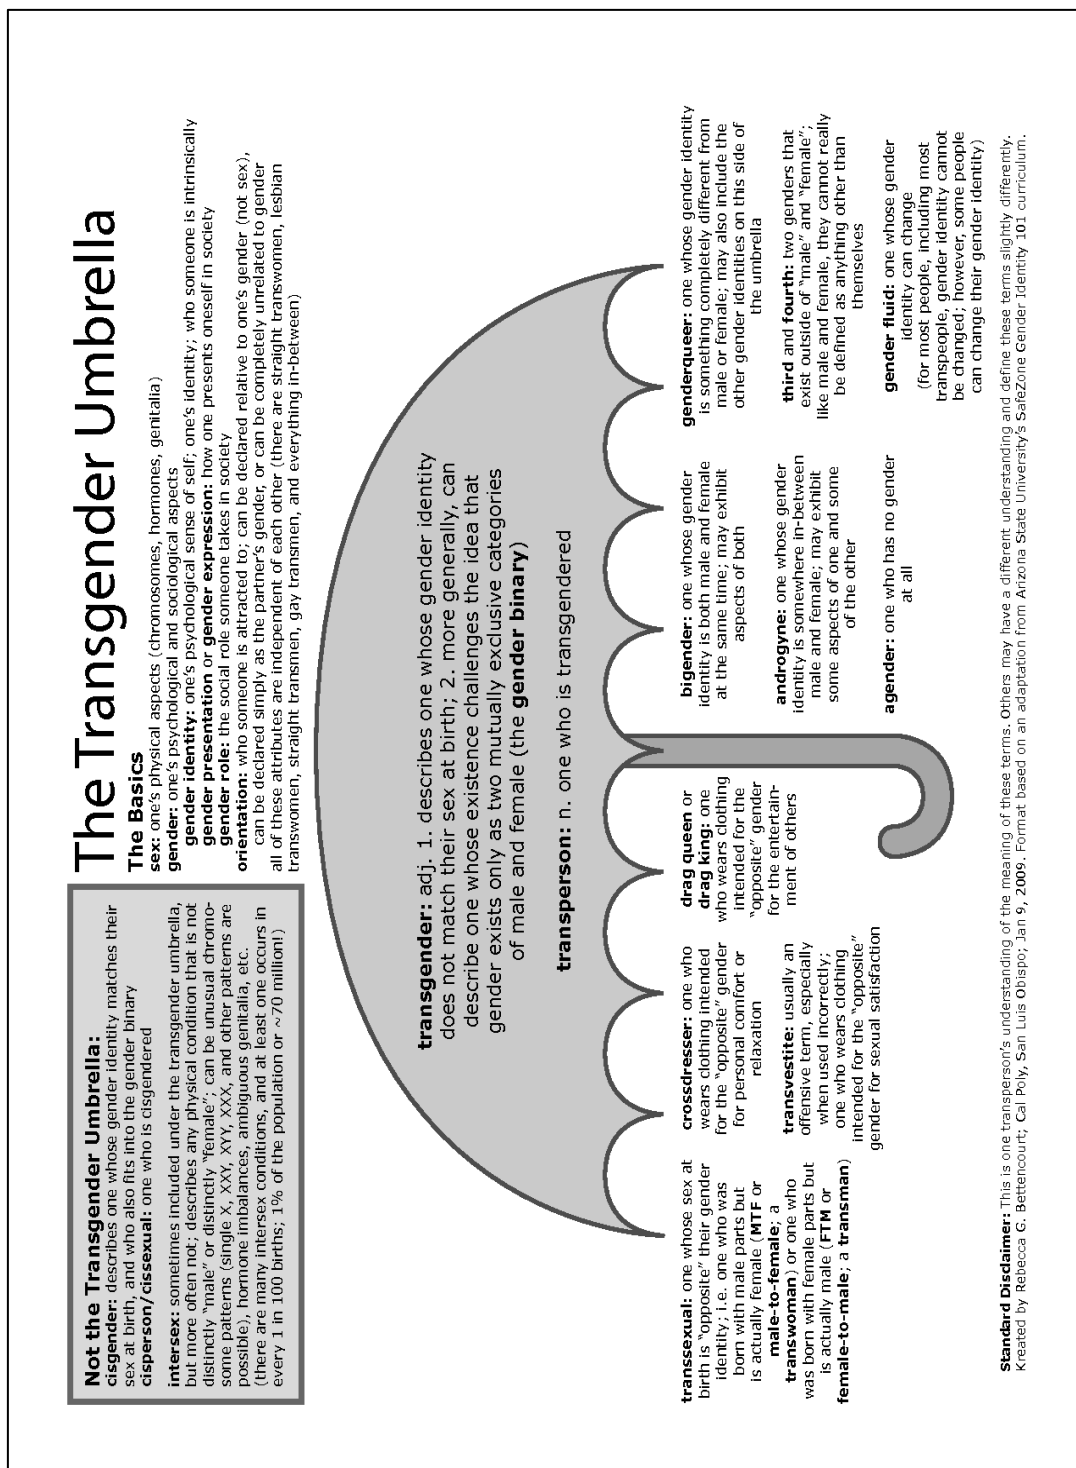 Not the Transgender Umbrella:
cisgender: describes one whose gender identity matches their
sex at birth, and who also fits into the gender binary
cisperson/cissexual: one who is cisgendered
intersex: sometimes included under the transgender umbrella,
but more often not; describes any physical condition that is not
distinctly “male” or distinctly “female”; can be unusual chromo-
some patterns (single X, XXY, XYY, XXX, and other patterns are
possible), hormone imbalances, ambiguous genitalia, etc.
(there are many intersex conditions, and at least one occurs in
every 1 in 100 births; 1% of the population or ~70 million!)
The Transgender Umbrella
The Basics
sex: one’s physical aspects (chromosomes, hormones, genitalia)
gender: one’s psychological and sociological aspects
gender identity: one’s psychological sense of self; one’s identity; who someone is intrinsically
gender presentation or gender expression: how one presents oneself in society
gender role: the social role someone takes in society
orientation: who someone is attracted to; can be declared relative to one’s gender (not sex),
can be declared simply as the partner’s gender, or can be completely unrelated to gender
all of these attributes are independent of each other (there are straight transwomen, lesbian
transwomen, straight transmen, gay transmen, and everything in-between)
transgender: adj. 1. describes one whose gender identity
does not match their sex at birth; 2. more generally, can
describe one whose existence challenges the idea that
gender exists only as two mutually exclusive categories
of male and female (the gender binary)
transperson: n. one who is transgendered
transsexual: one whose sex at
birth is “opposite” their gender
identity; i.e. one who was
born with male parts but
is actually female (MTF or
male-to-female; a
transwoman) or one who
was born with female parts but
is actually male (FTM or
female-to-male; a transman)
crossdresser: one who
wears clothing intended
for the “opposite” gender
for personal comfort or
relaxation
transvestite: usually an
offensive term, especially
when used incorrectly;
one who wears clothing
intended for the “opposite”
gender for sexual satisfaction
drag queen or
drag king: one
who wears clothing
intended for the
“opposite” gender
for the entertain-
ment of others
bigender: one whose gender
identity is both male and female
at the same time; may exhibit
aspects of both
androgyne: one whose gender
identity is somewhere in-between
male and female; may exhibit
some aspects of one and some
of the other
agender: one who has no gender
at all
genderqueer: one whose gender identity
is something completely different from
male or female; may also include the
other gender identities on this side of
the umbrella
third and fourth: two genders that
exist outside of “male” and “female”;
like male and female, they cannot really
be defined as anything other than
themselves
gender fluid: one whose gender
identity can change
(for most people, including most
transpeople, gender identity cannot
be changed; however, some people
can change their gender identity)
Standard Disclaimer: This is one transperson’s understanding of the meaning of these terms. Others may have a different understanding and define these terms slightly differently.
Kreated by Rebecca G. Bettencourt; Cal Poly, San Luis Obispo; Jan 9, 2009. Format based on an adaptation from Arizona State University’s SafeZone Gender Identity 101 curriculum.